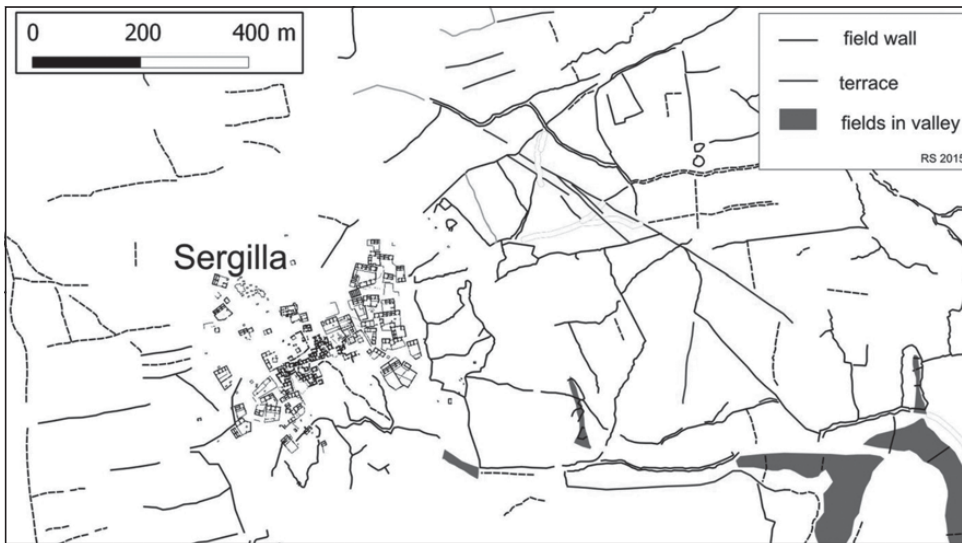 0 200 400 m
field wall
terrace
fields in valley
RS 2015
Sergilla